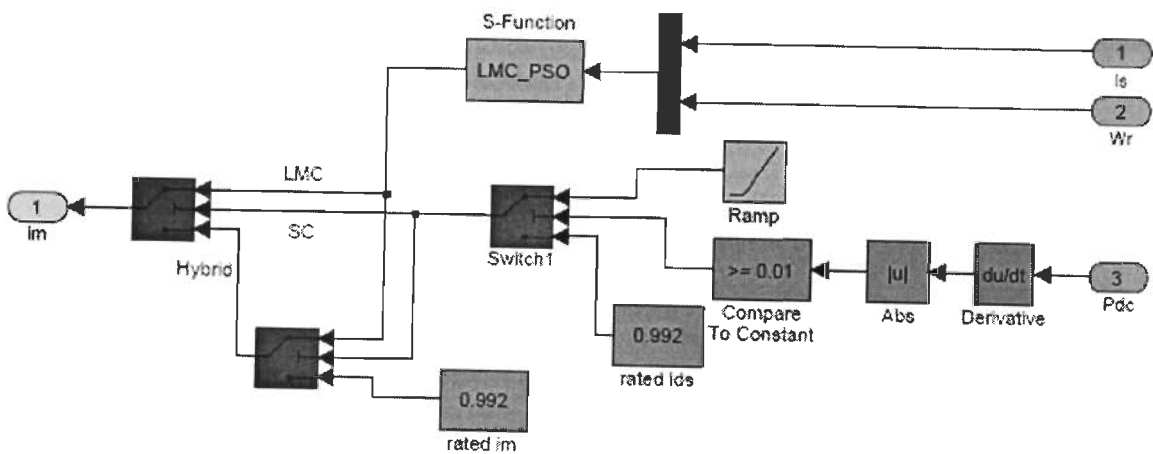 S-Function
LMC_PSO
1
Is
2
Wr
Ramp
LMC
1
im
SC
Switch1
Hybrid
>= 0.01
Compare
To Constant
|u|
Abs
du/dt
Derivative
3
Pdc
0.992
rated ids
0.992
rated im